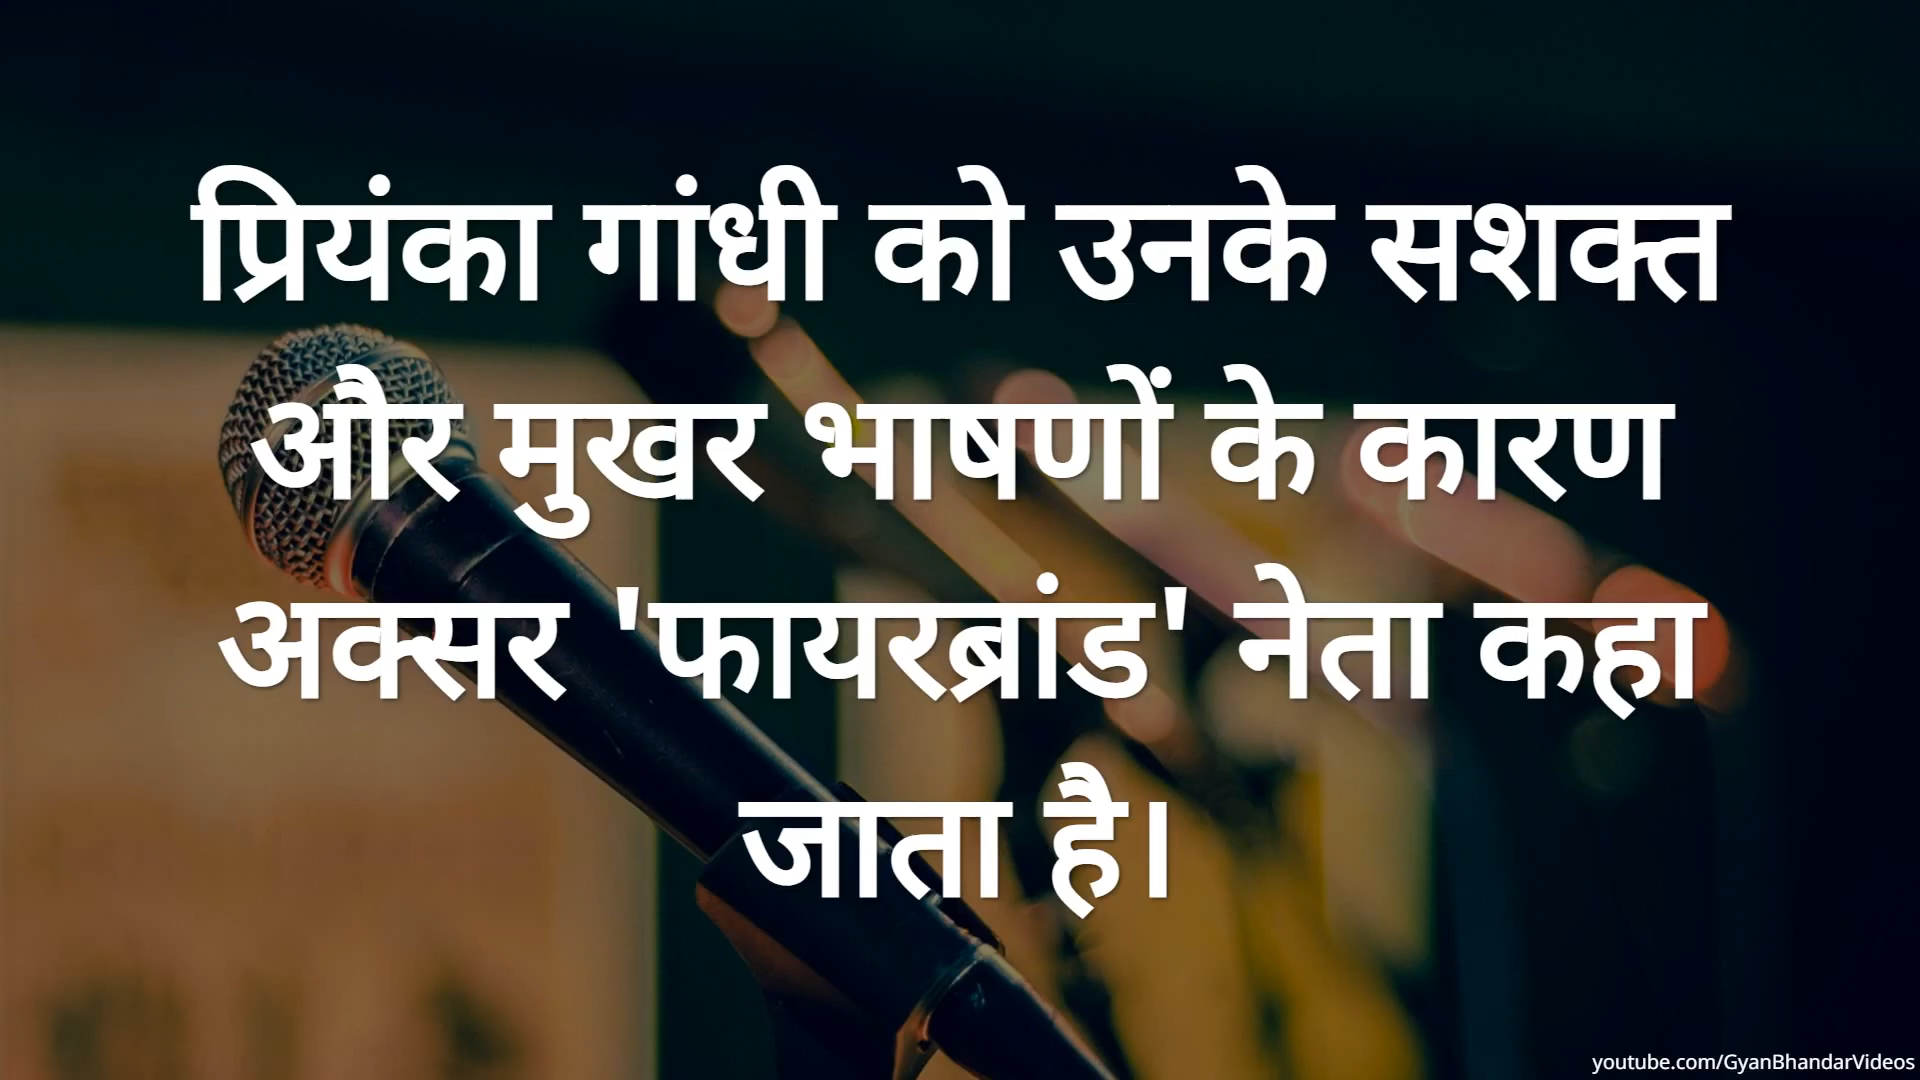 प्रियंका गांधी को उनके सशक्त
और मुखर भाषणों के कारण
अक्सर 'फायरब्रांड' नेता कहा
जाता है।
youtube.com/GyanBhandarVideos